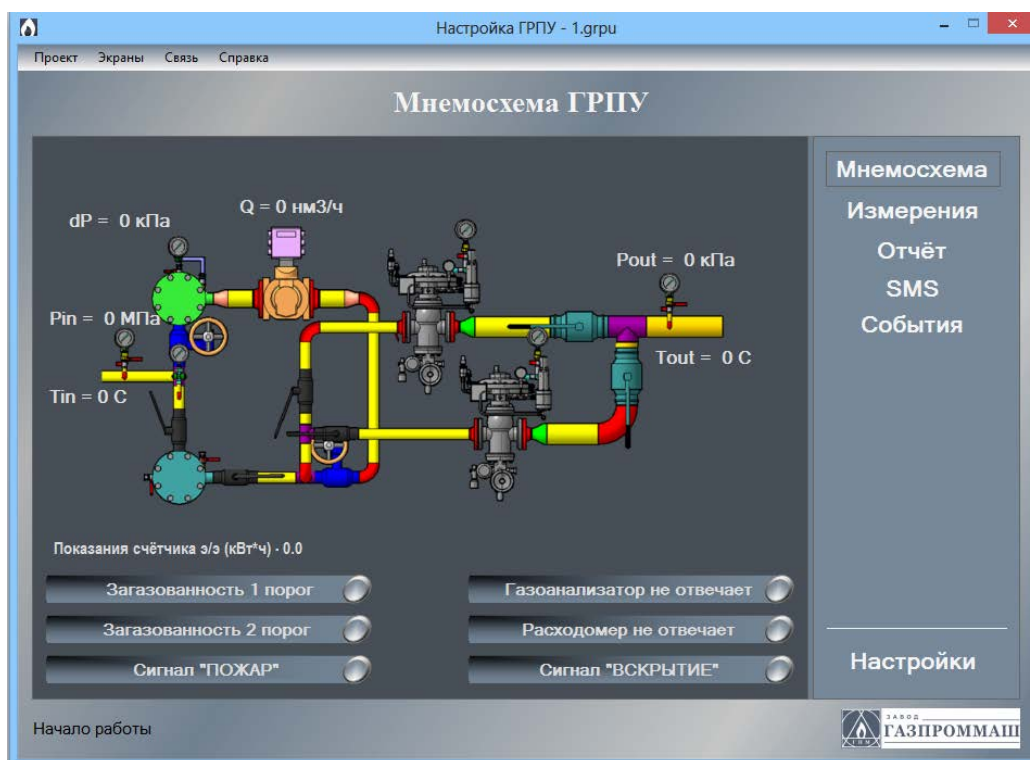 Настройка ГРПУ - 1.grpu
Проект Экраны Связь Справка
Мнемосхема ГРПУ
dP = 0 кПа
Q = 0 нм3/ч
Pout = 0 кПа
Pin = 0 МПа
Tout = 0 C
Tin = 0 C
Показания счётчика э/э (кВт*ч) - 0.0
Загазованность 1 порог
Газоанализатор не отвечает
Загазованность 2 порог
Расходомер не отвечает
Сигнал "ПОЖАР"
Сигнал "ВСКРЫТИЕ"
Мнемосхема
Измерения
Отчёт
SMS
События
Настройки
Начало работы
ЗАВОД
ГАЗПРОММАШ